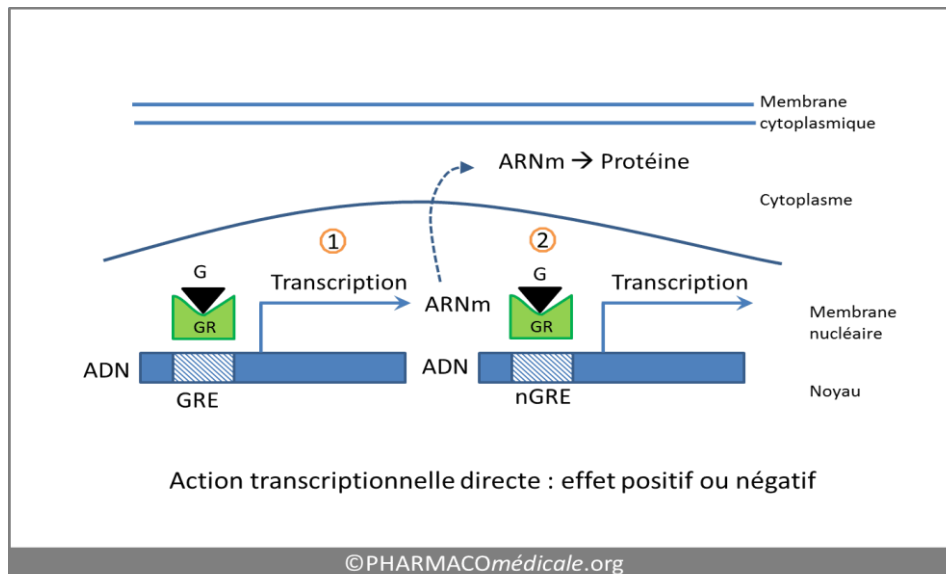 Membrane
cytoplasmique
ARNm → Protéine
Cytoplasme
1
2
G
Transcription
G
Transcription
GR
ARNm
GR
Membrane
nucléaire
ADN
ADN
GRE
nGRE
Noyau
Action transcriptionnelle directe : effet positif ou négatif
©PHARMACOmédicale.org